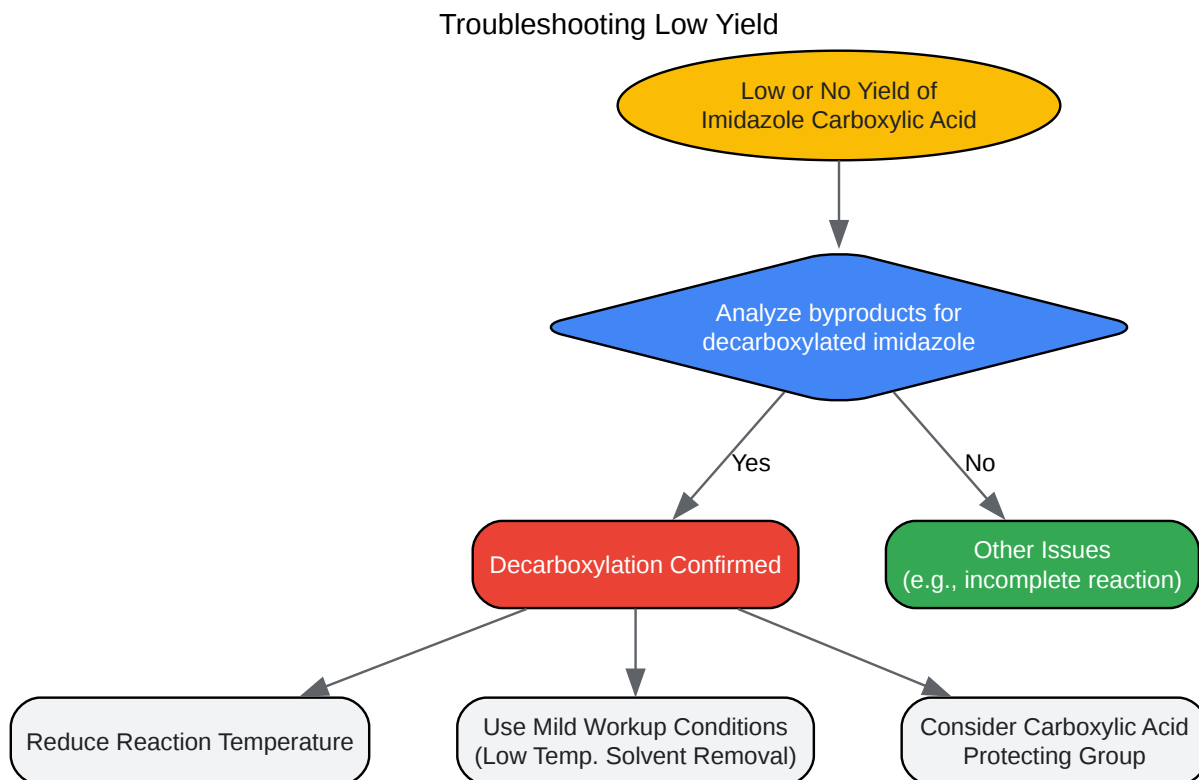 Troubleshooting Low Yield
Low or No Yield of
Imidazole Carboxylic Acid
Analyze byproducts for
decarboxylated imidazole
Yes
No
Decarboxylation Confirmed
Other Issues
(e.g., incomplete reaction)
Reduce Reaction Temperature
Use Mild Workup Conditions
(Low Temp. Solvent Removal)
Consider Carboxylic Acid
Protecting Group